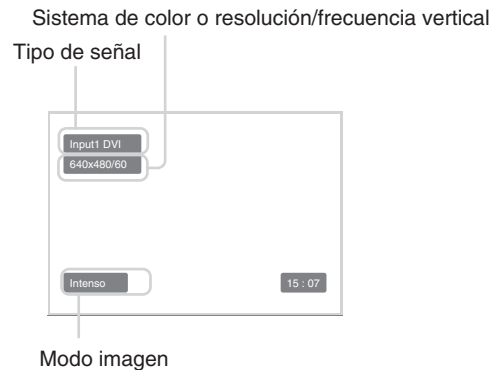 Sistema de color o resolución/frecuencia vertical
Tipo de señal
Input1 DVI
640x480/60
Intenso
15 : 07
Modo imagen